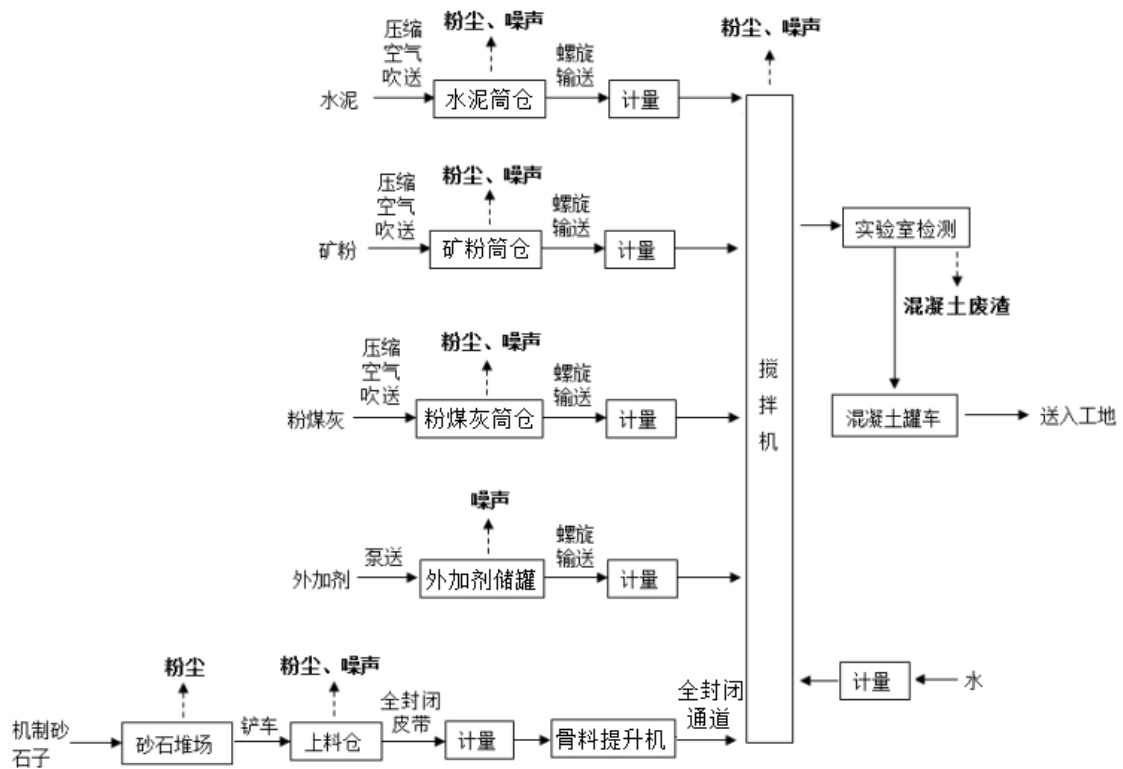 粉尘、噪声
粉尘、噪声
压缩
空气
吹送
螺旋
输送
水泥
水泥筒仓
计量
粉尘、噪声
压缩
空气
吹送
螺旋
输送
矿粉
矿粉筒仓
计量
实验室检测
混凝土废渣
粉尘、噪声
压缩
空气
吹送
螺旋
输送
粉煤灰
粉煤灰筒仓
计量
搅
拌
机
混凝土罐车
送入工地
噪声
泵送
螺旋
输送
外加剂
外加剂储罐
计量
计量
水
粉尘
粉尘、噪声
机制砂
石子
砂石堆场
铲车
上料仓
全封闭
皮带
计量
骨料提升机
全封闭
通道